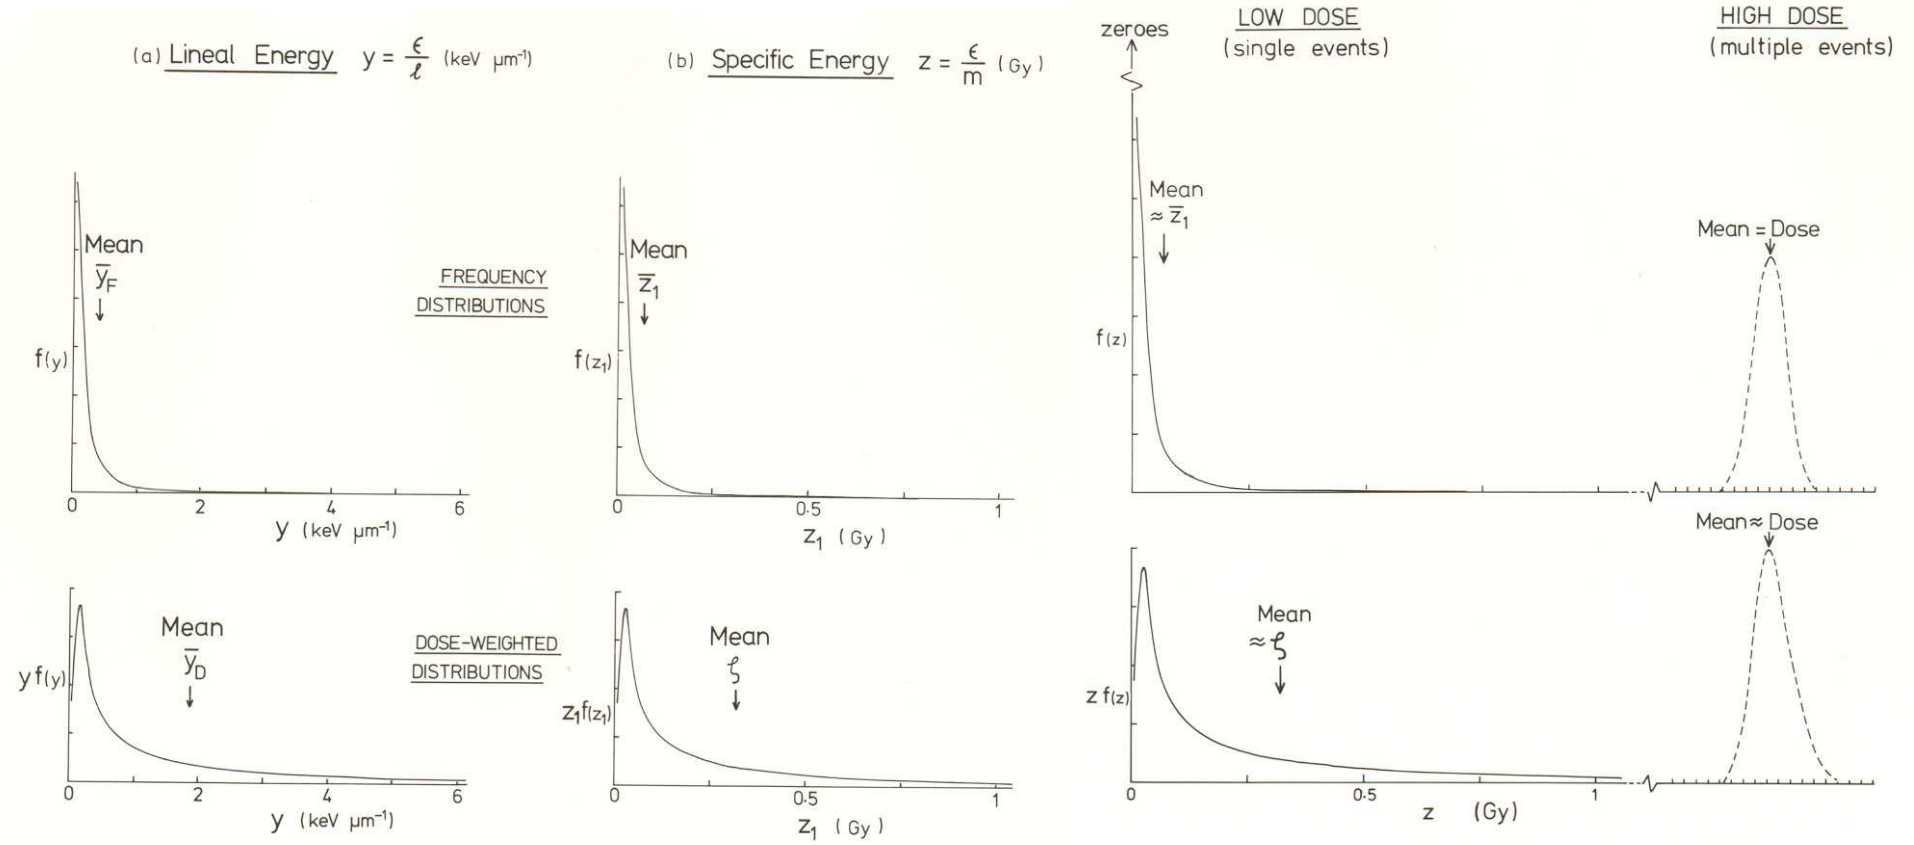 (a) Lineal Energy y = ϵ/ℓ (keV μm⁻¹)
Mean
ȳ_F
f(y)
0 2 4 6
y (keV μm⁻¹)
FREQUENCY
DISTRIBUTIONS
Mean
ȳ_D
y f(y)
0 2 4 6
y (keV μm⁻¹)
DOSE-WEIGHTED
DISTRIBUTIONS
(b) Specific Energy z = ϵ/m (Gy)
Mean
z̄₁
f(z₁)
0 0·5 1
z₁ (Gy)
Mean
ζ
z₁f(z₁)
0 0·5 1
z₁ (Gy)
LOW DOSE
(single events)
HIGH DOSE
(multiple events)
zeroes
Mean
≈ z̄₁
f(z)
Mean = Dose
Mean
≈ ζ
z f(z)
Mean ≈ Dose
0 0·5 1
z (Gy)